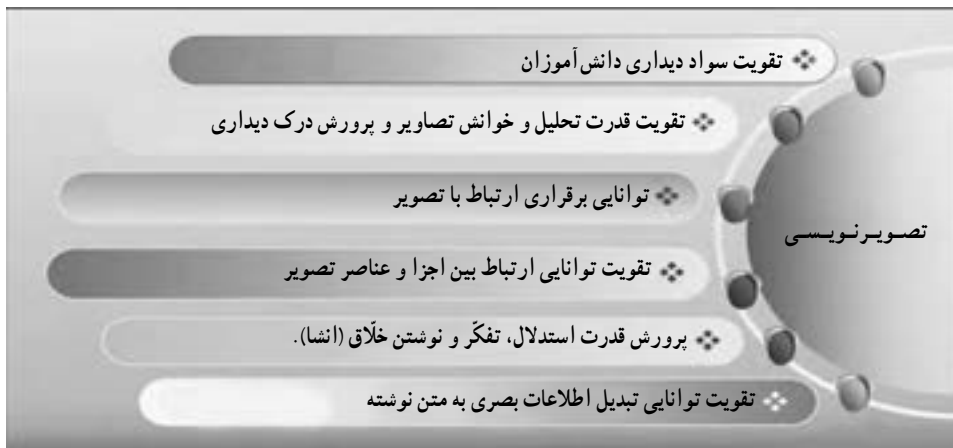 تصویرنویسی
❖ تقویت سواد دیداری دانش‌آموزان
❖ تقویت قدرت تحلیل و خوانش تصاویر و پرورش درک دیداری
❖ توانایی برقراری ارتباط با تصویر
❖ تقویت توانایی ارتباط بین اجزا و عناصر تصویر
❖ پرورش قدرت استدلال، تفکّر و نوشتن خلّاق (انشا).
❖ تقویت توانایی تبدیل اطلاعات بصری به متن نوشته